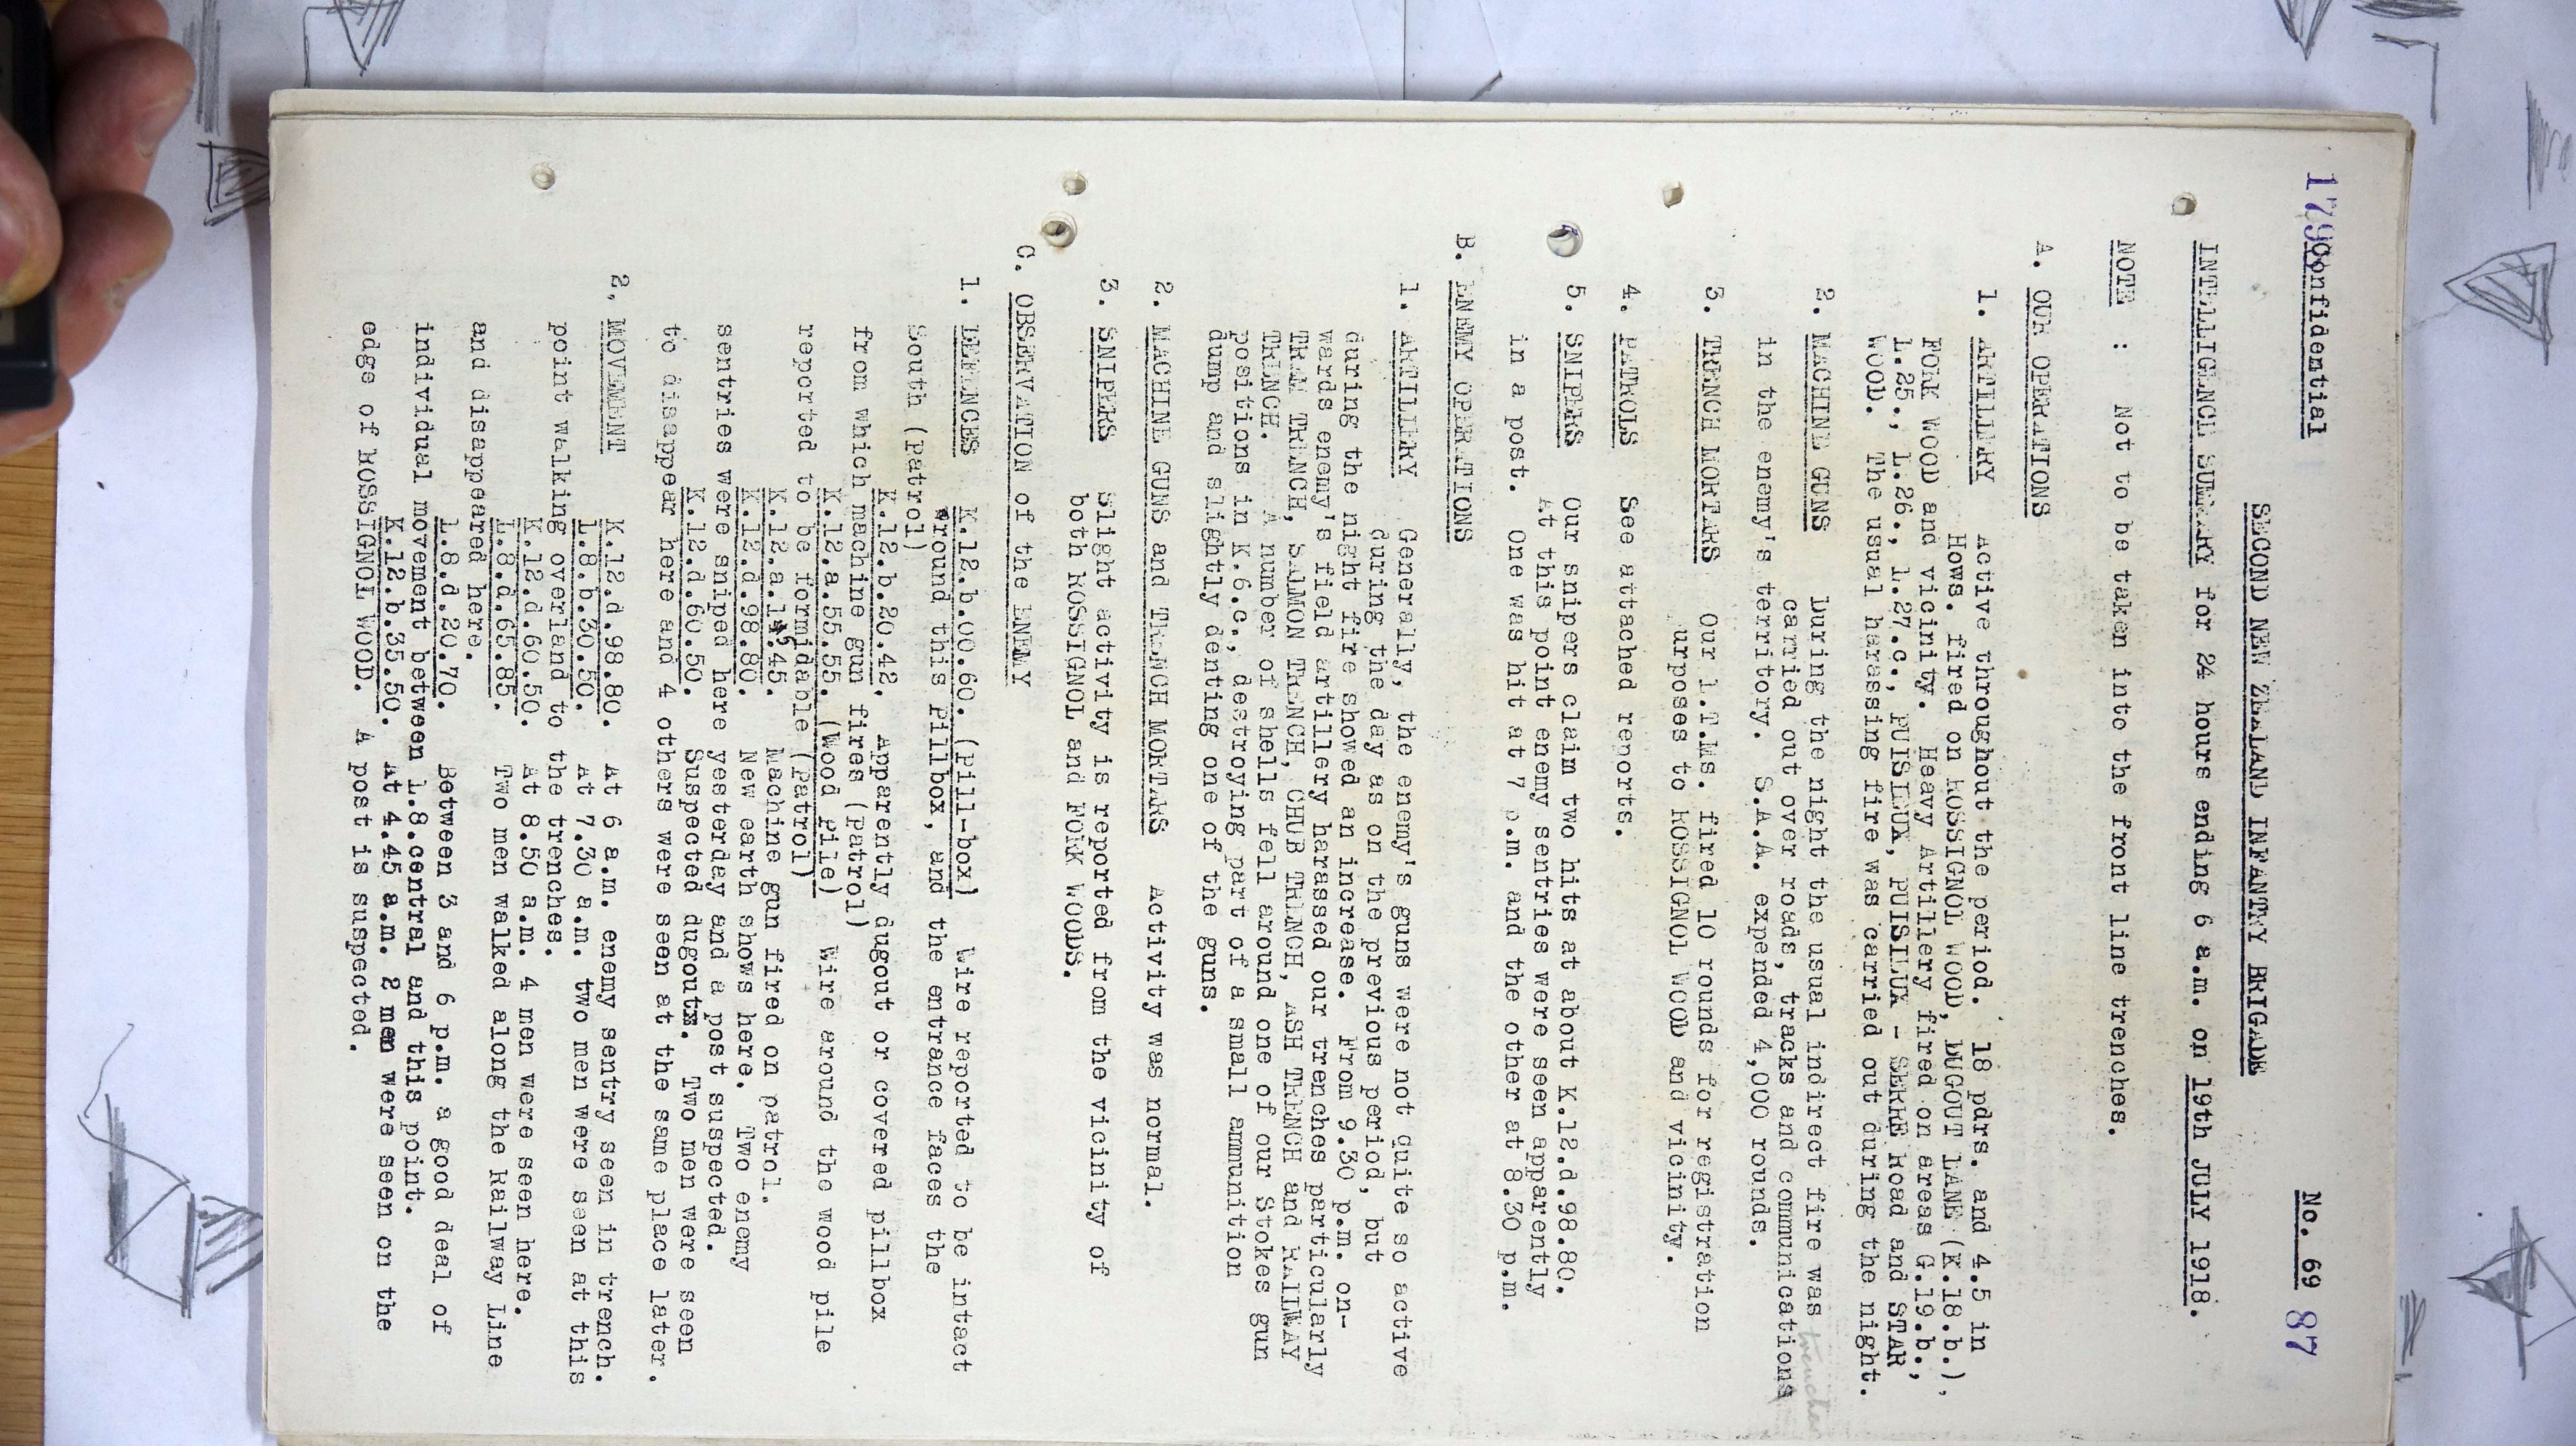 179 Confidential No. 69 87
SECOND NEW ZEALAND INFANTRY BRIGADE
INTELLIGENCE SUMMARY for 24 hours ending 6 a.m. on 19th JULY 1918.
NOTE : Not to be taken into the front line trenches.
A. OUR OPERATIONS
1. ARTILLERY Active throughout the period. 18 pdrs. and 4.5 in
Hows. fired on ROSSIGNOL WOOD, DUGOUT LANE (K.18.b.),
FORK WOOD and vicinity. Heavy Artillery fired on areas G.19.b.,
L.25., L.26., L.27.c., PUISIEUX, PUISIEUX - SERRE Road and STAR
WOOD. The usual harassing fire was carried out during the night.
2. MACHINE GUNS During the night the usual indirect fire was
carried out over roads, tracks and communications trenches
in the enemy's territory. S.A.A. expended 4,000 rounds.
3. TRENCH MORTARS Our L.T.Ms. fired 10 rounds for registration
purposes to ROSSIGNOL WOOD and vicinity.
4. PATROLS See attached reports.
5. SNIPERS Our snipers claim two hits at about K.12.d.98.80.
At this point enemy sentries were seen apparently
in a post. One was hit at 7 p.m. and the other at 8.30 p.m.
B. ENEMY OPERATIONS
1. ARTILLERY Generally, the enemy's guns were not quite so active
during the day as on the previous period, but
during the night fire showed an increase. From 9.30 p.m. on-
wards enemy's field artillery harassed our trenches particularly
TRAM TRENCH, SALMON TRENCH, CHUB TRENCH, ASH TRENCH and RAILWAY
TRENCH. A number of shells fell around one of our Stokes gun
positions in K.6.c., destroying part of a small ammunition
dump and slightly denting one of the guns.
2. MACHINE GUNS and TRENCH MORTARS Activity was normal.
3. SNIPERS Slight activity is reported from the vicinity of
both ROSSIGNOL and FORK WOODS.
C. OBSERVATION of the ENEMY
1. DEFENCES K.12.b.00.60. (Pill-box) Wire reported to be intact
around this Pillbox, and the entrance faces the
South (Patrol)
K.12.b.20.42. Apparently dugout or covered pillbox
from which machine gun fires (Patrol)
K.12.a.55.55. (Wood Pile) Wire around the wood pile
reported to be formidable (Patrol)
K.12.a.15.45. Machine gun fired on patrol.
K.12.d.98.80. New earth shows here. Two enemy
sentries were sniped here yesterday and a post suspected.
K.12.d.60.50. Suspected dugout. Two men were seen
to disappear here and 4 others were seen at the same place later.
2. MOVEMENT K.12.d.98.80. At 6 a.m. enemy sentry seen in trench.
L.8.b.30.50. At 7.30 a.m. two men were seen at this
point walking overland to the trenches.
K.12.d.60.50. At 8.50 a.m. 4 men were seen here.
L.8.d.65.85. Two men walked along the Railway Line
and disappeared here.
L.8.d.20.70. Between 3 and 6 p.m. a good deal of
individual movement between L.8.central and this point.
K.12.b.35.50. At 4.45 a.m. 2 men were seen on the
edge of ROSSIGNOL WOOD. A post is suspected.